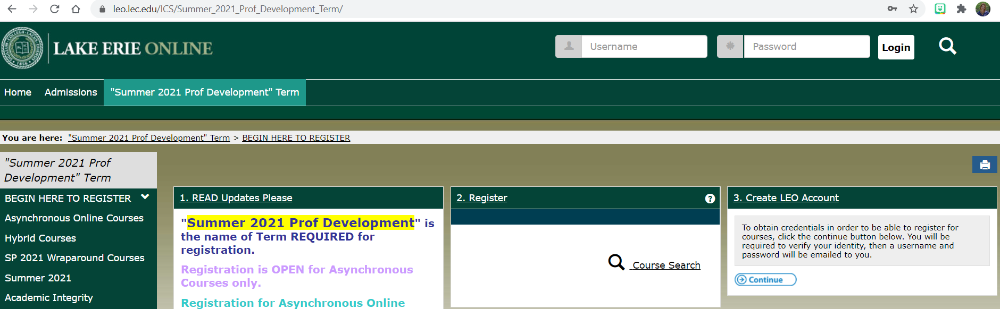 leo.lec.edu/ICS/Summer_2021_Prof_Development_Term/
LAKE ERIE ONLINE
Username
Password
Login
1856
Home
Admissions
"Summer 2021 Prof Development" Term
You are here: "Summer 2021 Prof Development" Term > BEGIN HERE TO REGISTER
"Summer 2021 Prof
Development" Term
BEGIN HERE TO REGISTER
Asynchronous Online Courses
Hybrid Courses
SP 2021 Wraparound Courses
Summer 2021
Academic Integrity
1. READ Updates Please
"Summer 2021 Prof Development" is
the name of Term REQUIRED for
registration.
Registration is OPEN for Asynchronous
Courses only.
Registration for Asynchronous Online
2. Register
?
Course Search
3. Create LEO Account
To obtain credentials in order to be able to register for
courses, click the continue button below. You will be
required to verify your identity, then a username and
password will be emailed to you.
Continue